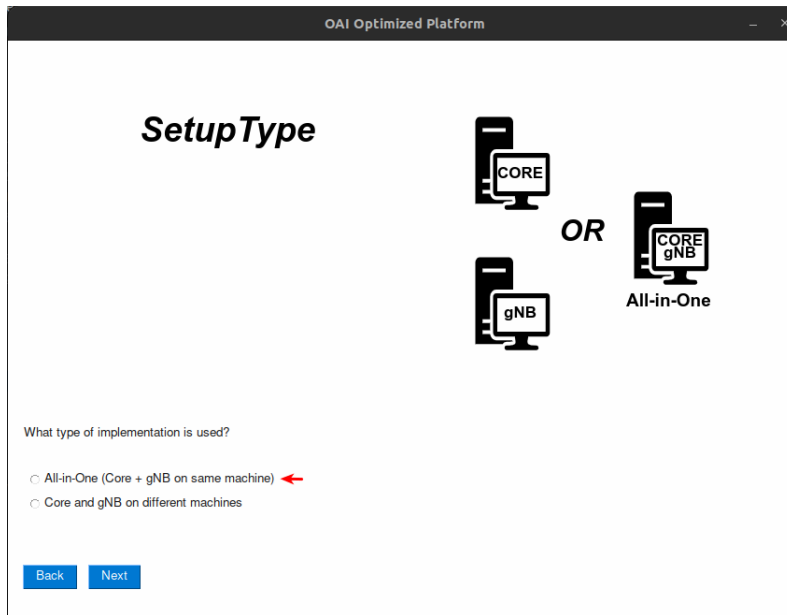 OAI Optimized Platform
SetupType
CORE
OR
CORE
gNB
All-in-One
gNB
What type of implementation is used?
All-in-One (Core + gNB on same machine)
Core and gNB on different machines
Back
Next